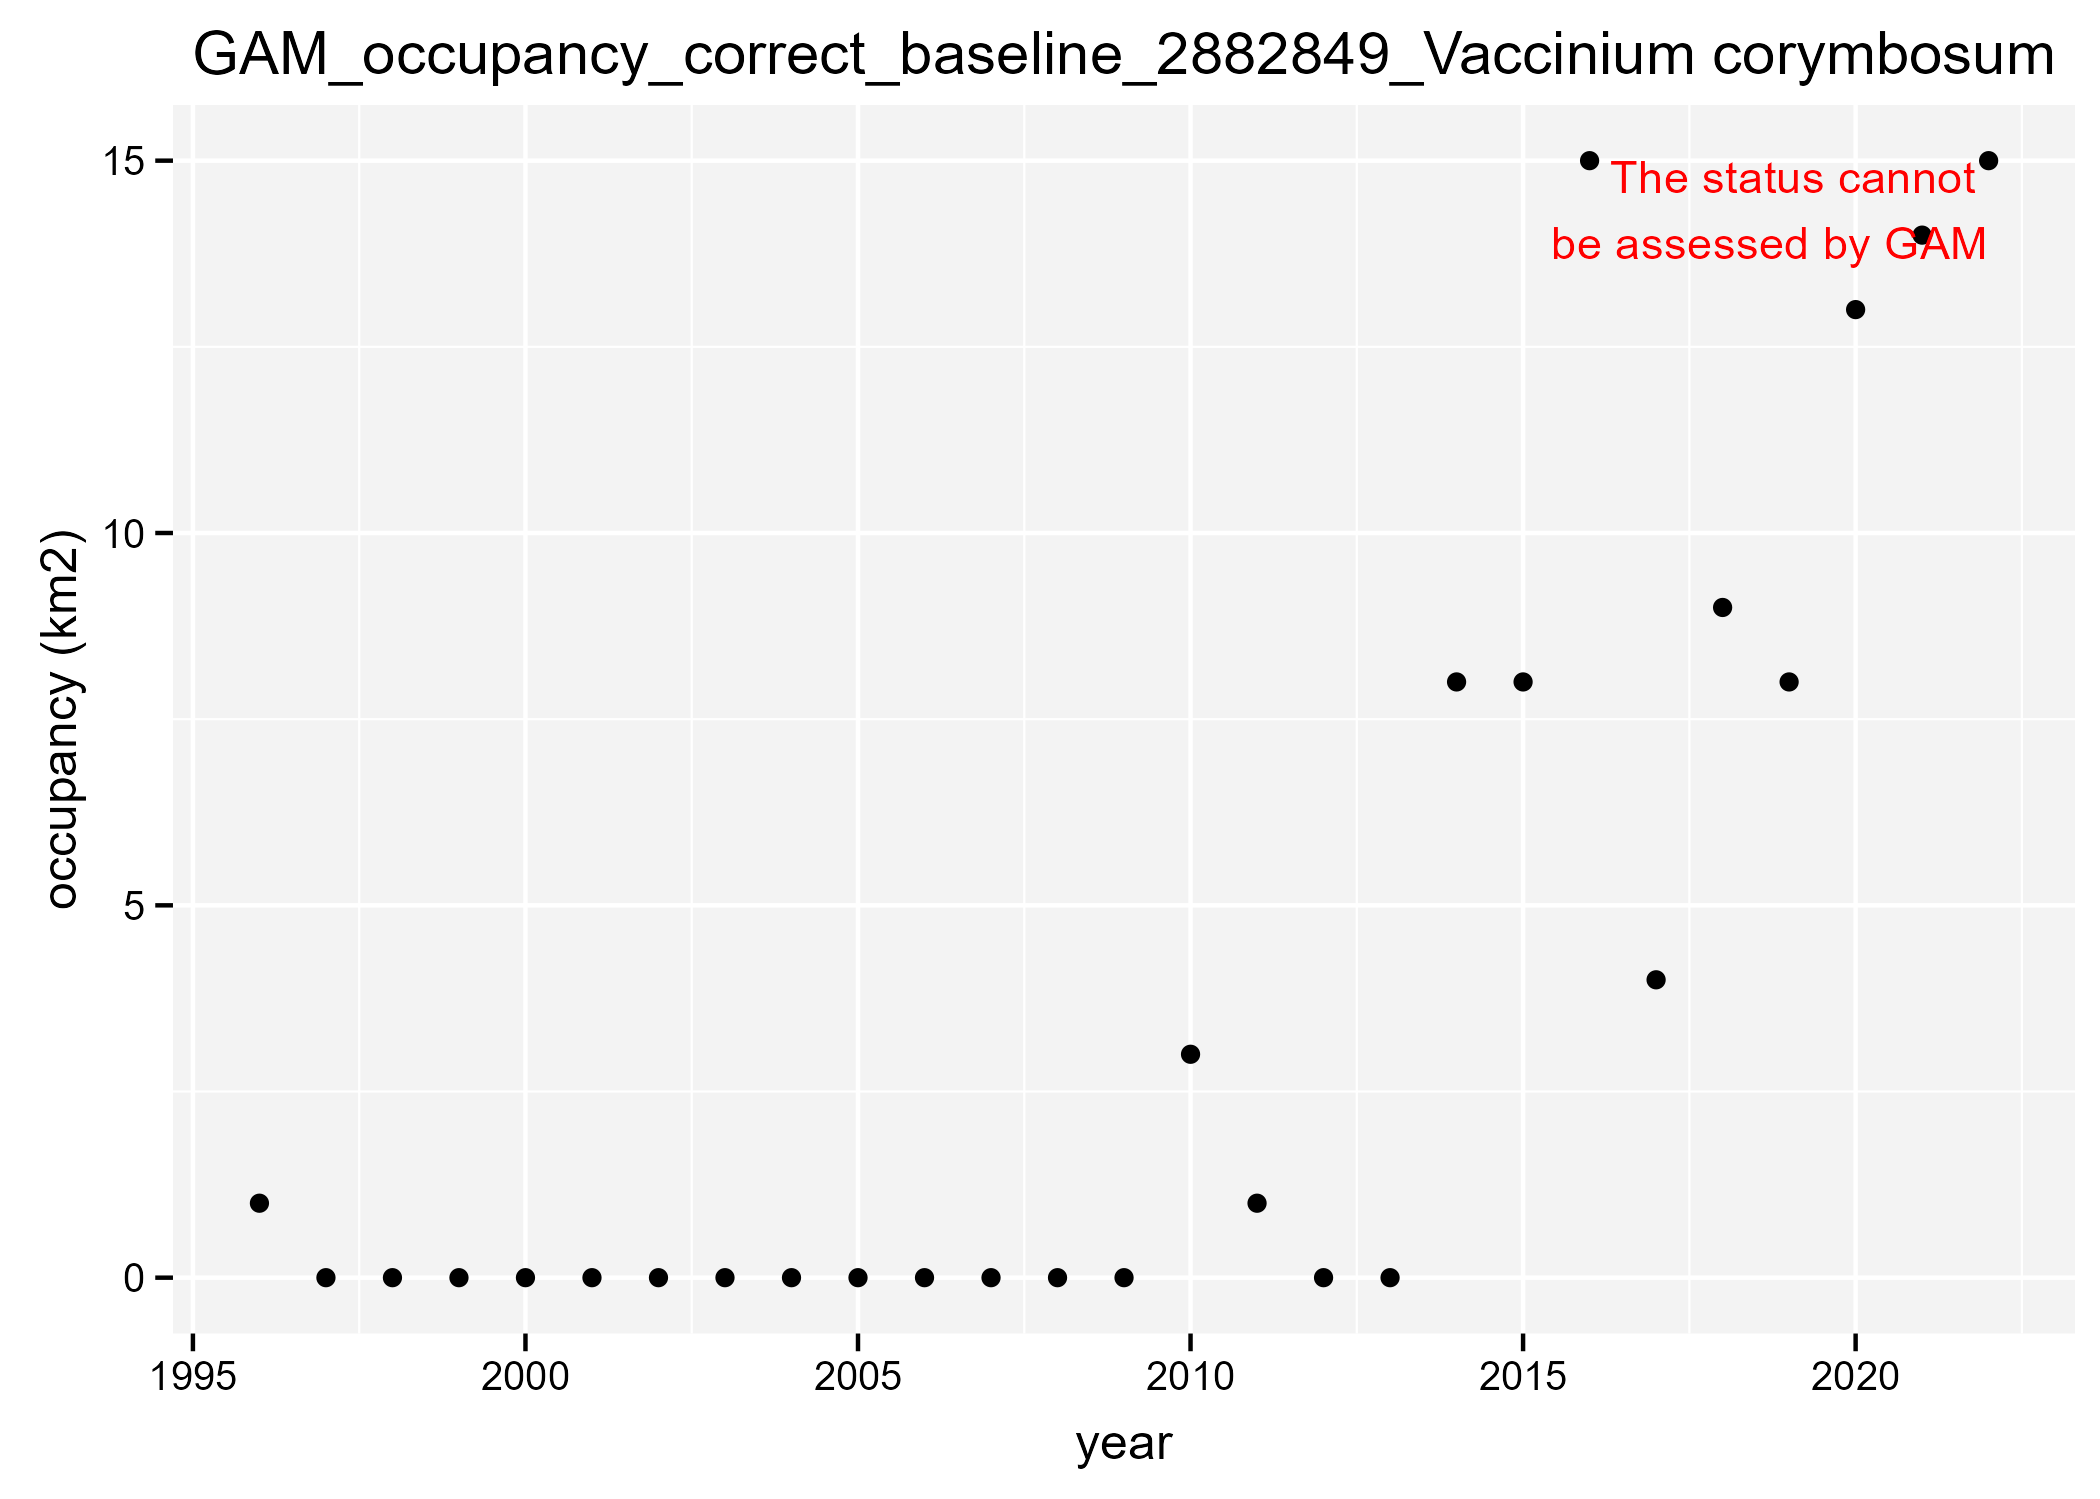 GAM_occupancy_correct_baseline_2882849_Vaccinium corymbosum
The status cannot
be assessed by GAM
15
10
5
0
occupancy (km2)
1995 2000 2005 2010 2015 2020
year